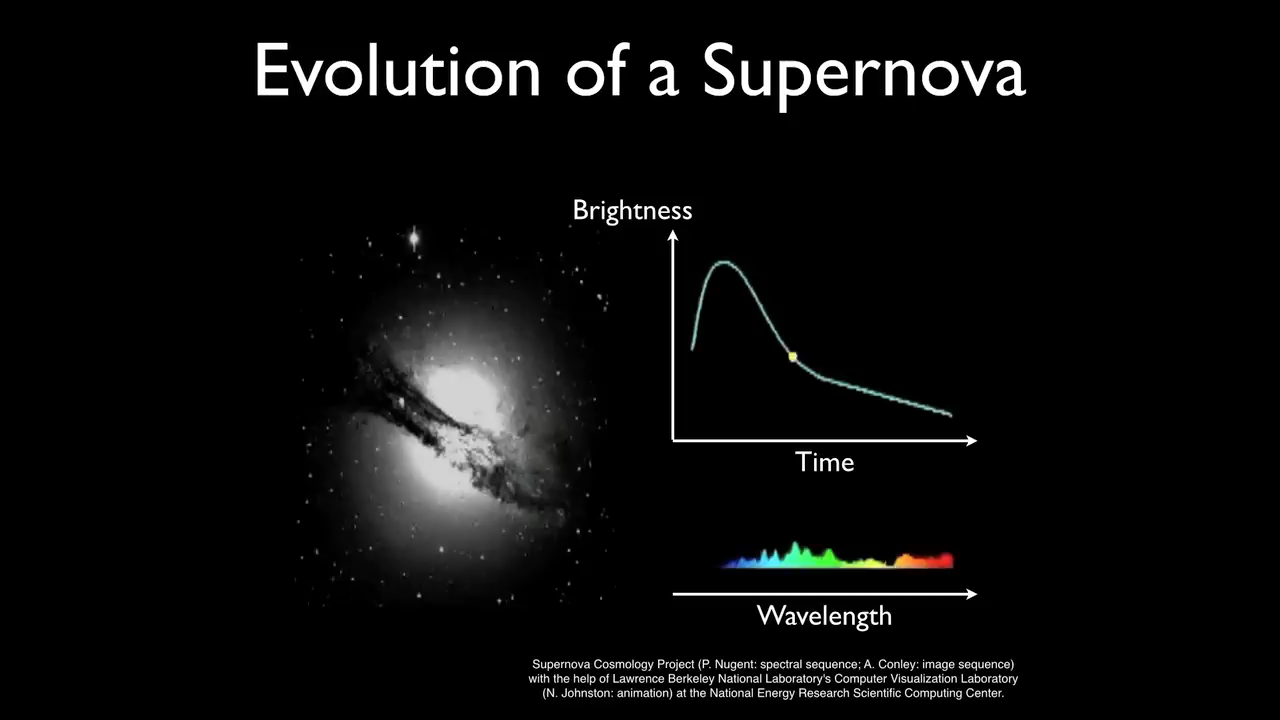 Evolution of a Supernova
Brightness
Time
Wavelength
Supernova Cosmology Project (P. Nugent: spectral sequence; A. Conley: image sequence)
with the help of Lawrence Berkeley National Laboratory's Computer Visualization Laboratory
(N. Johnston: animation) at the National Energy Research Scientific Computing Center.